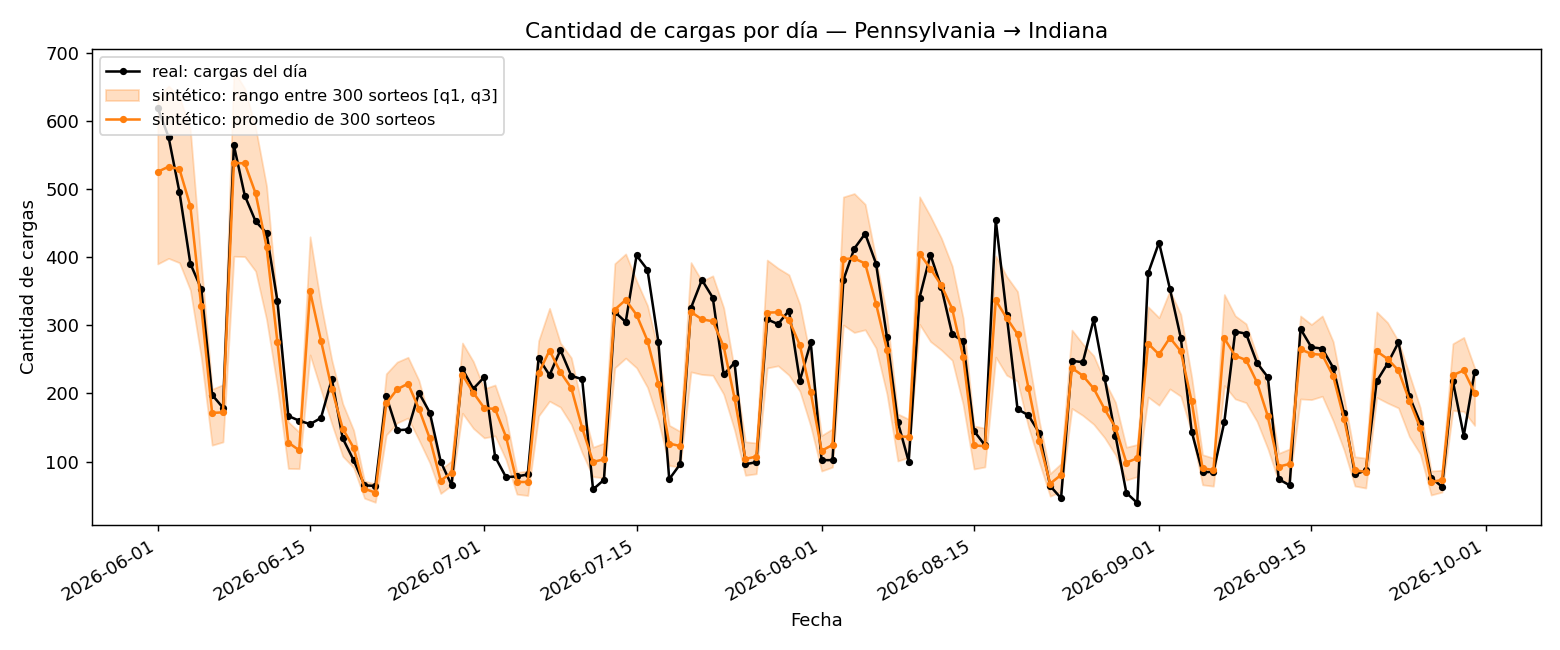 Cantidad de cargas por día — Pennsylvania → Indiana
700
600
500
400
300
200
100
Cantidad de cargas
real: cargas del día
sintético: rango entre 300 sorteos [q1, q3]
sintético: promedio de 300 sorteos
2026-06-01
2026-06-15
2026-07-01
2026-07-15
2026-08-01
2026-08-15
2026-09-01
2026-09-15
2026-10-01
Fecha